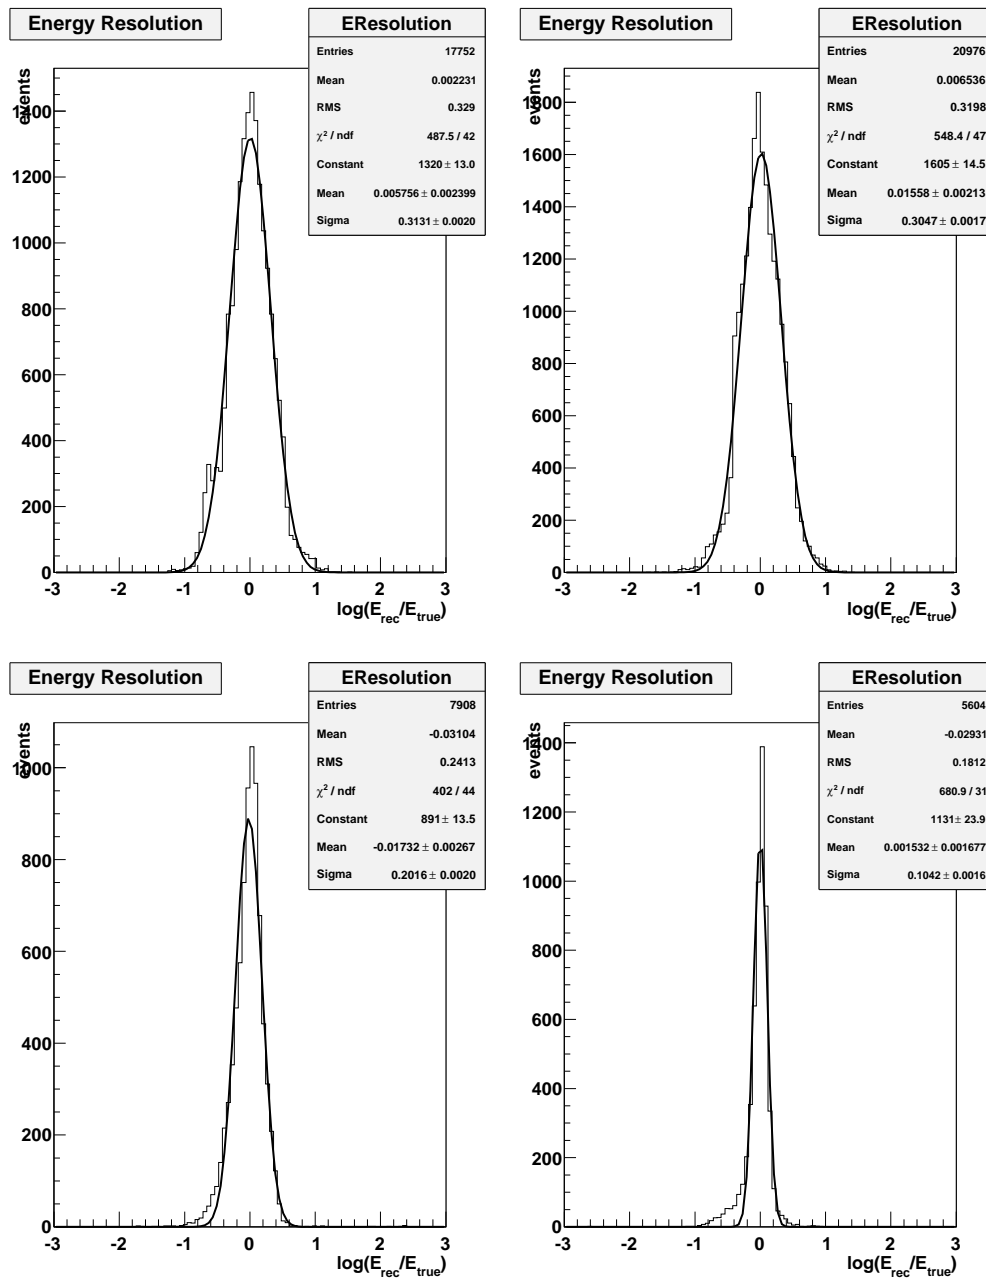 Energy Resolution
EResolution
Entries 17752
Mean 0.002231
RMS 0.329
χ² / ndf 487.5 / 42
Constant 1320 ± 13.0
Mean 0.005756 ± 0.002399
Sigma 0.3131 ± 0.0020
events
1400
1200
1000
800
600
400
200
0
-3 -2 -1 0 1 2 3
log(E_rec/E_true)
Energy Resolution
EResolution
Entries 20976
Mean 0.006536
RMS 0.3198
χ² / ndf 548.4 / 47
Constant 1605 ± 14.5
Mean 0.01558 ± 0.00213
Sigma 0.3047 ± 0.0017
events
1800
1600
1400
1200
1000
800
600
400
200
0
-3 -2 -1 0 1 2 3
log(E_rec/E_true)
Energy Resolution
EResolution
Entries 7908
Mean -0.03104
RMS 0.2413
χ² / ndf 402 / 44
Constant 891 ± 13.5
Mean -0.01732 ± 0.00267
Sigma 0.2016 ± 0.0020
events
1000
800
600
400
200
0
-3 -2 -1 0 1 2 3
log(E_rec/E_true)
Energy Resolution
EResolution
Entries 5604
Mean -0.02931
RMS 0.1812
χ² / ndf 680.9 / 31
Constant 1131 ± 23.9
Mean 0.001532 ± 0.001677
Sigma 0.1042 ± 0.0016
events
1400
1200
1000
800
600
400
200
0
-3 -2 -1 0 1 2 3
log(E_rec/E_true)